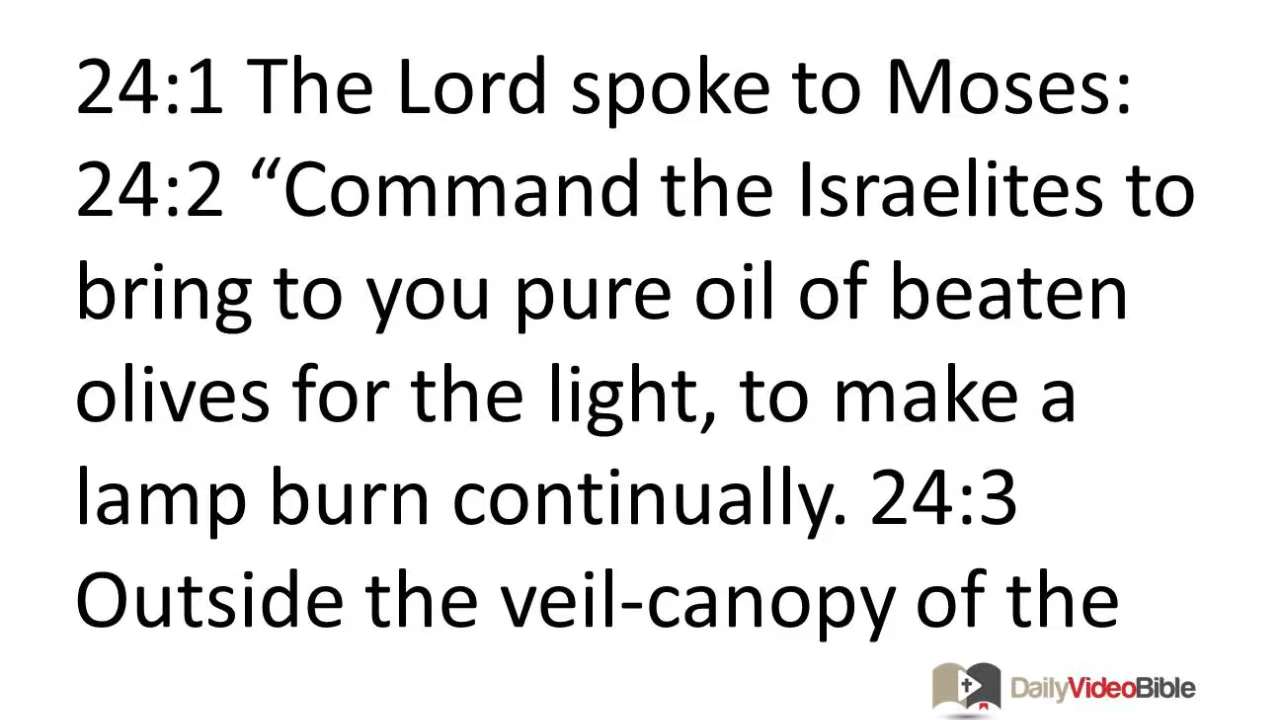 24:1 The Lord spoke to Moses:
24:2 “Command the Israelites to
bring to you pure oil of beaten
olives for the light, to make a
lamp burn continually. 24:3
Outside the veil-canopy of the
DailyVideoBible